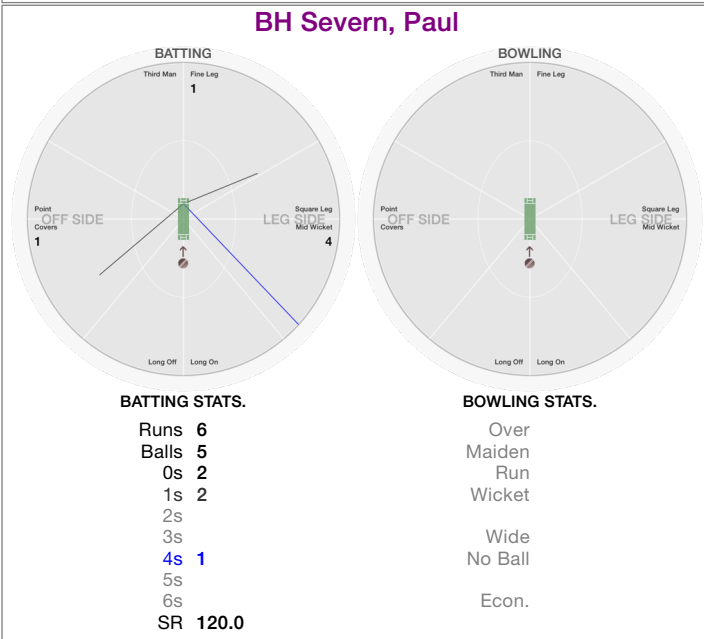 BH Severn, Paul
BATTING
Third Man Fine Leg
1
Point
OFF SIDE
Covers
1
Square Leg
LEG SIDE
Mid Wicket
4
Long Off Long On
BOWLING
Third Man Fine Leg
Point
OFF SIDE
Covers
Square Leg
LEG SIDE
Mid Wicket
Long Off Long On
BATTING STATS.
Runs 6
Balls 5
0s 2
1s 2
2s
3s
4s 1
5s
6s
SR 120.0
BOWLING STATS.
Over
Maiden
Run
Wicket
Wide
No Ball
Econ.